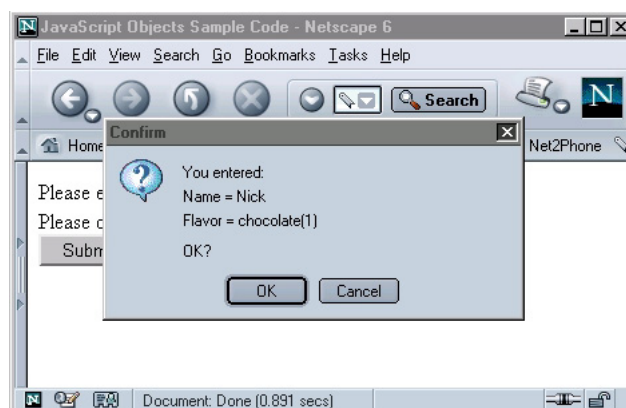 JavaScript Objects Sample Code - Netscape 6
File Edit View Search Go Bookmarks Tasks Help
Search
N
Home
Net2Phone
Confirm
You entered:
Name = Nick
Flavor = chocolate(1)
OK?
OK Cancel
Please
Please
Document: Done (0.891 secs)